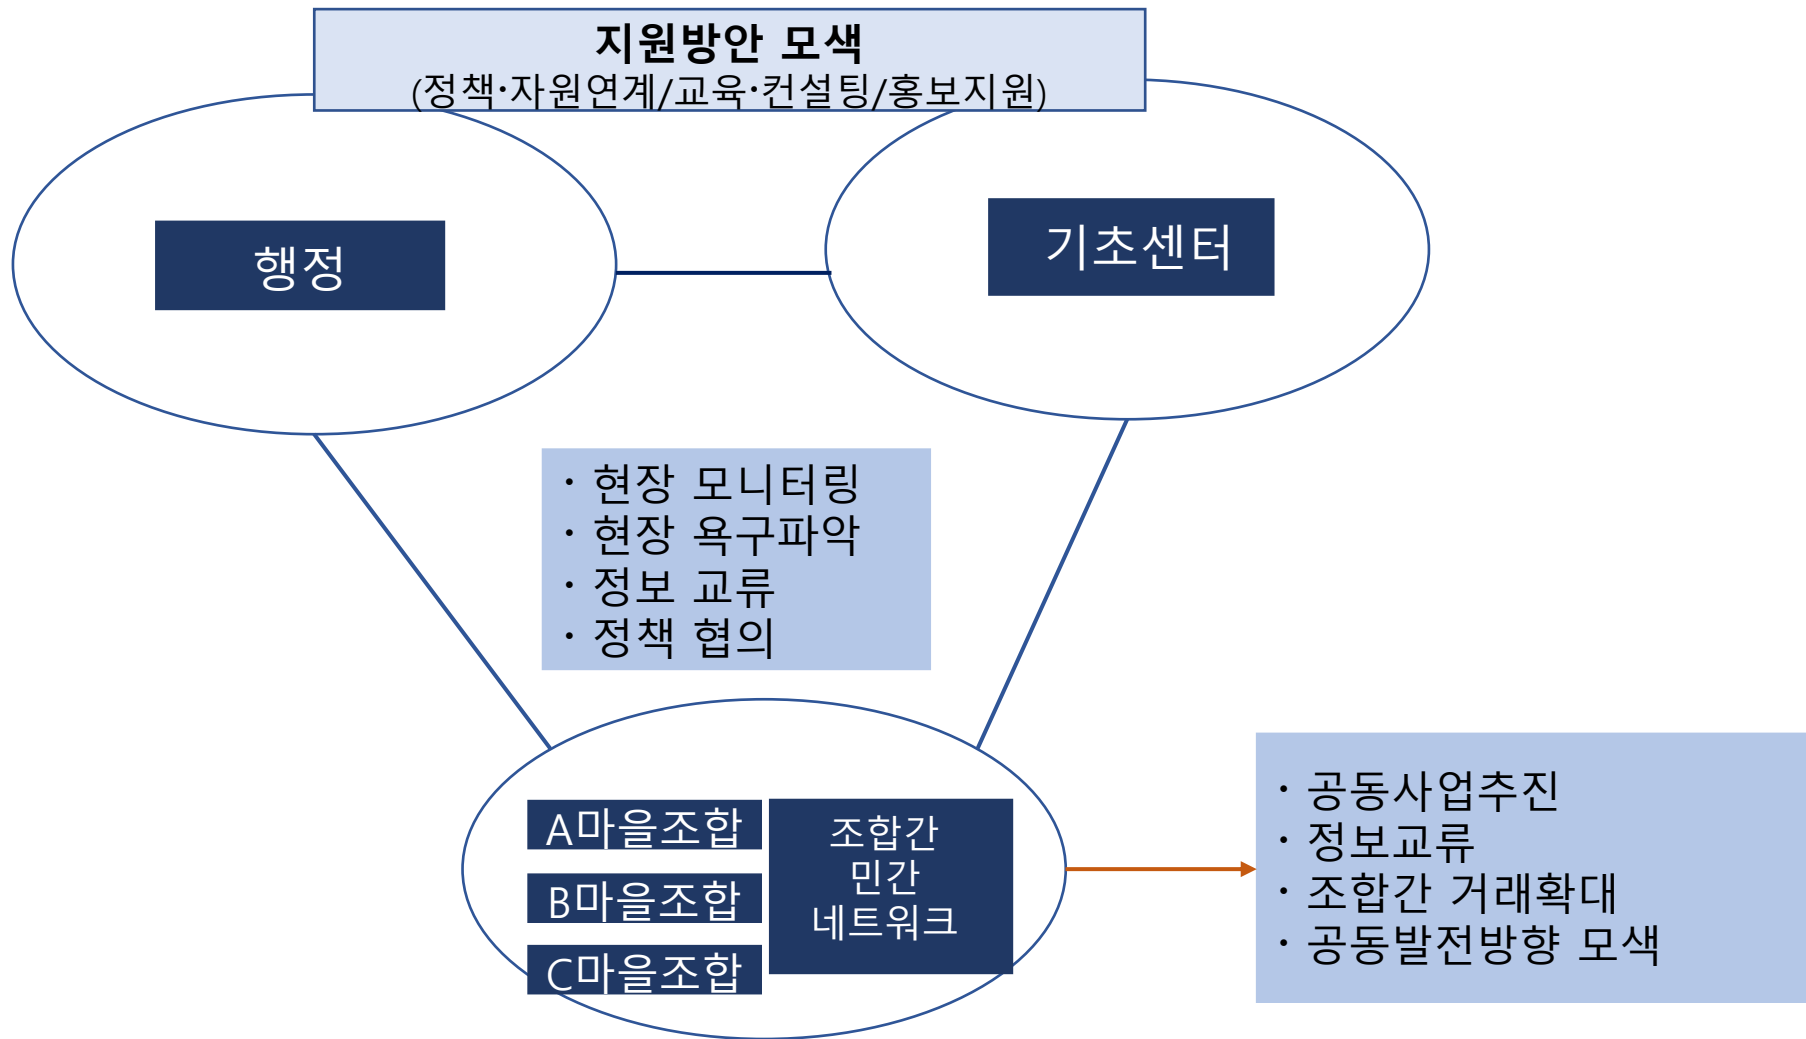 지원방안 모색
(정책·자원연계/교육·컨설팅/홍보지원)
행정
기초센터
· 현장 모니터링
· 현장 욕구파악
· 정보 교류
· 정책 협의
A마을조합
B마을조합
C마을조합
조합간
민간
네트워크
· 공동사업추진
· 정보교류
· 조합간 거래확대
· 공동발전방향 모색